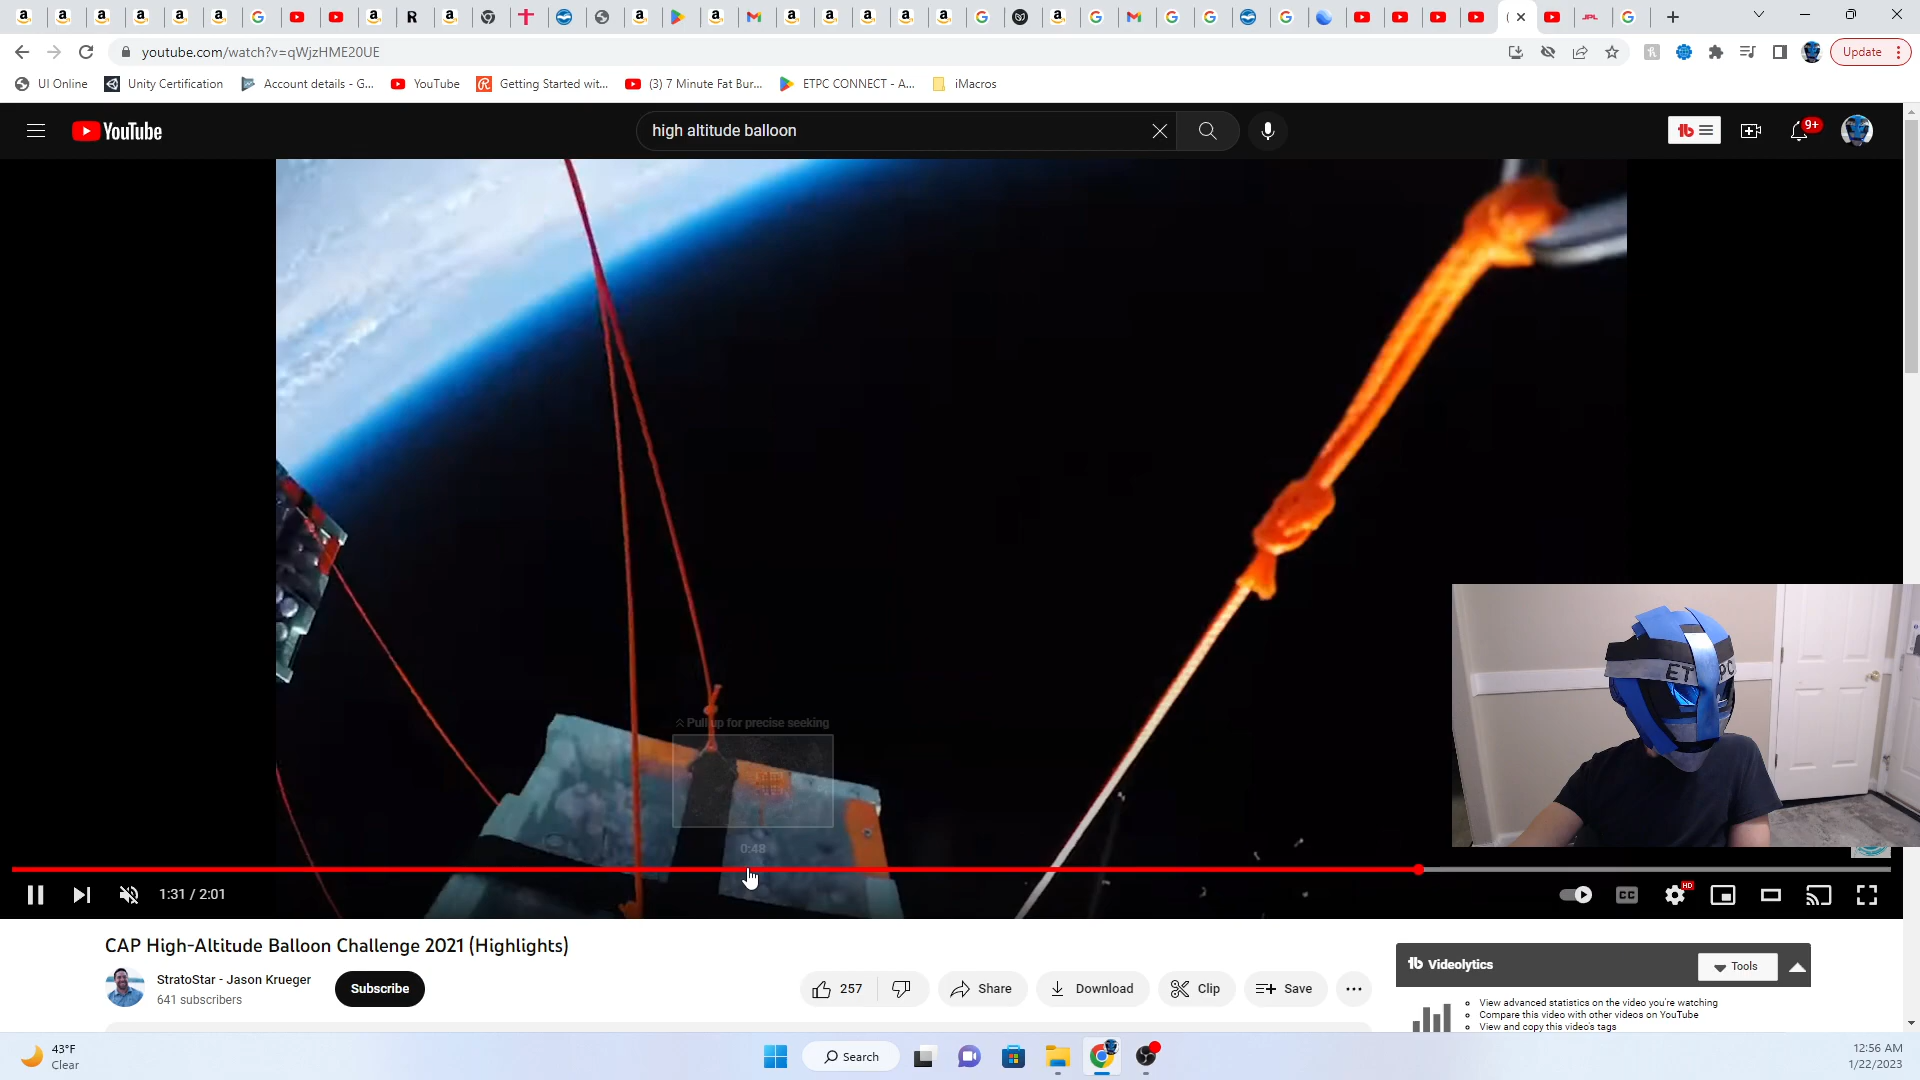 youtube.com/watch?v=qWjzHME20UE
Update
UI Online
Unity Certification
Account details - G...
YouTube
Getting Started wit...
(3) 7 Minute Fat Bur...
ETPC CONNECT - A...
iMacros
YouTube
high altitude balloon
9+
Pull up for precise seeking
0:48
ETPC
1:31 / 2:01
CC
HD
CAP High-Altitude Balloon Challenge 2021 (Highlights)
StratoStar - Jason Krueger
641 subscribers
Subscribe
257
Share
Download
Clip
Save
Videolytics
Tools
View advanced statistics on the video you're watching
Compare this video with other videos on YouTube
View and copy this video's tags
43°F
Clear
Search
12:56 AM
1/22/2023